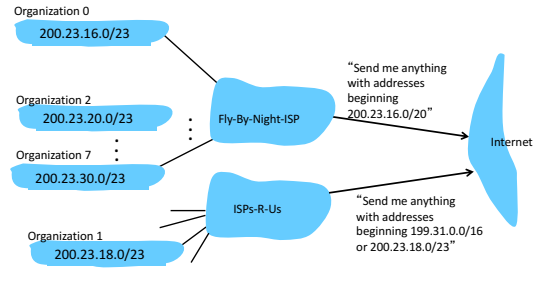 Organization 0
200.23.16.0/23
Organization 2
200.23.20.0/23
Organization 7
200.23.30.0/23
Organization 1
200.23.18.0/23
Fly-By-Night-ISP
ISPs-R-Us
“Send me anything
with addresses
beginning
200.23.16.0/20”
Internet
“Send me anything
with addresses
beginning 199.31.0.0/16
or 200.23.18.0/23”